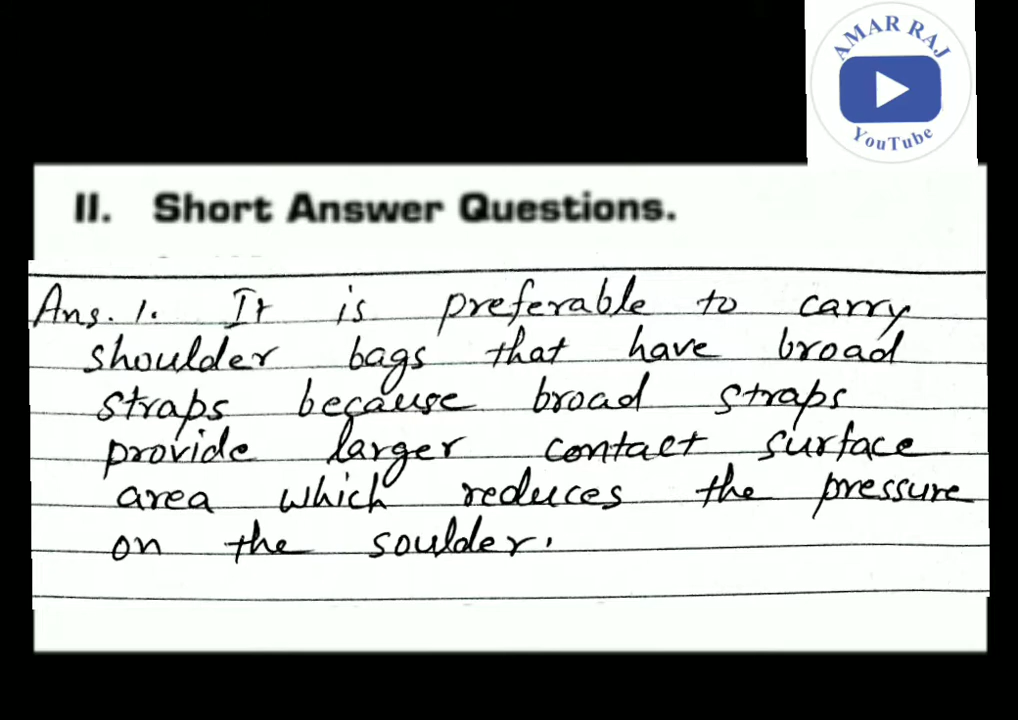 AMAR RAJ
YouTube
II. Short Answer Questions.
Ans. 1. It is preferable to carry
shoulder bags that have broad
straps because broad straps
provide larger contact surface
area which reduces the pressure
on the soulder.